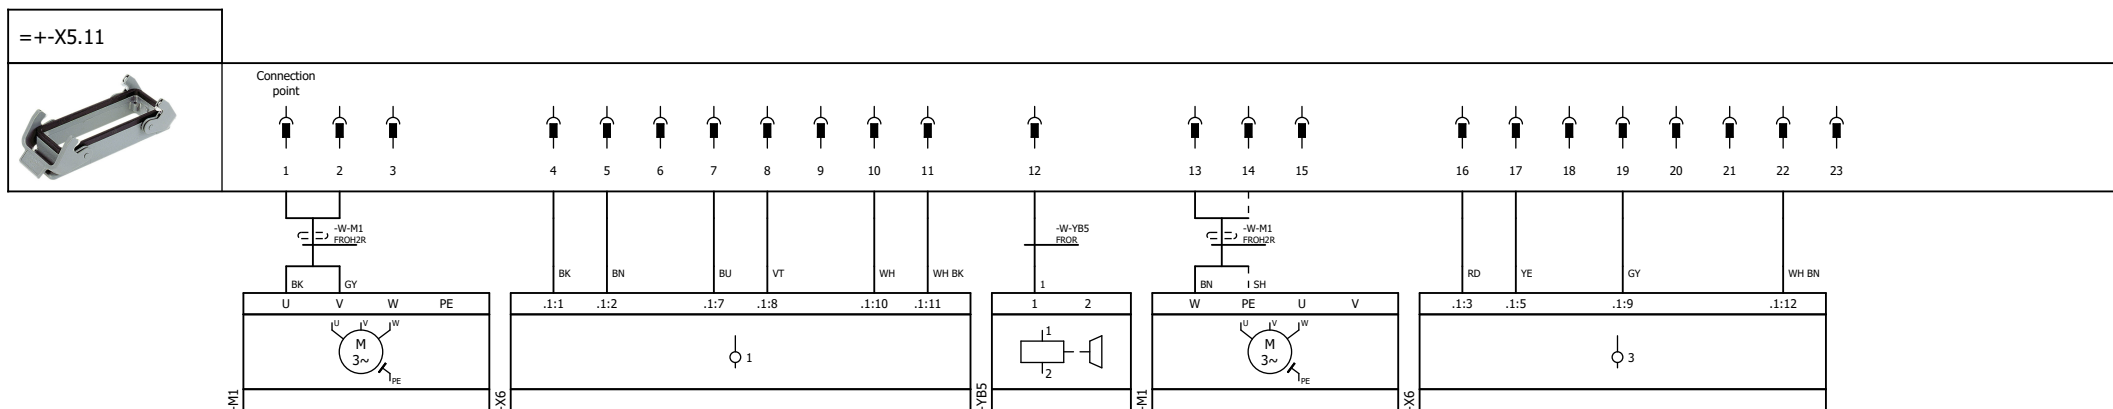 =+-X5.11
Connection
point
1 2 3 4 5 6 7 8 9 10 11 12 13 14 15 16 17 18 19 20 21 22 23
-W-M1
FROH2R
-W-YB5
FROR
-W-M1
FROH2R
BK GY BK BN BU VT WH WH BK 1 BN SH RD YE GY WH BN
U V W PE .1:1 .1:2 .1:7 .1:8 .1:10 .1:11 1 2 W PE U V .1:3 .1:5 .1:9 .1:12
U V W
M
3~
PE
1
1
2
U V W
M
3~
PE
3
-M1
-X6
-YB5
-M1
-X6